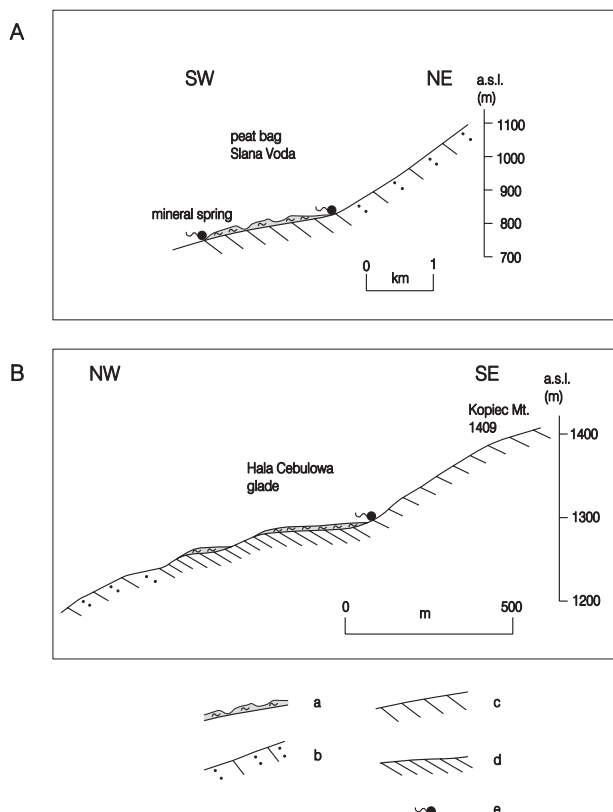 A
SW
NE
a.s.l.
(m)
peat bag
Slana Voda
mineral spring
1100
1000
900
800
700
0
1
km
B
NW
SE
a.s.l.
(m)
Kopiec Mt.
1409
Hala Cebulowa
glade
1400
1300
1200
0
m
500
a
c
b
d
e